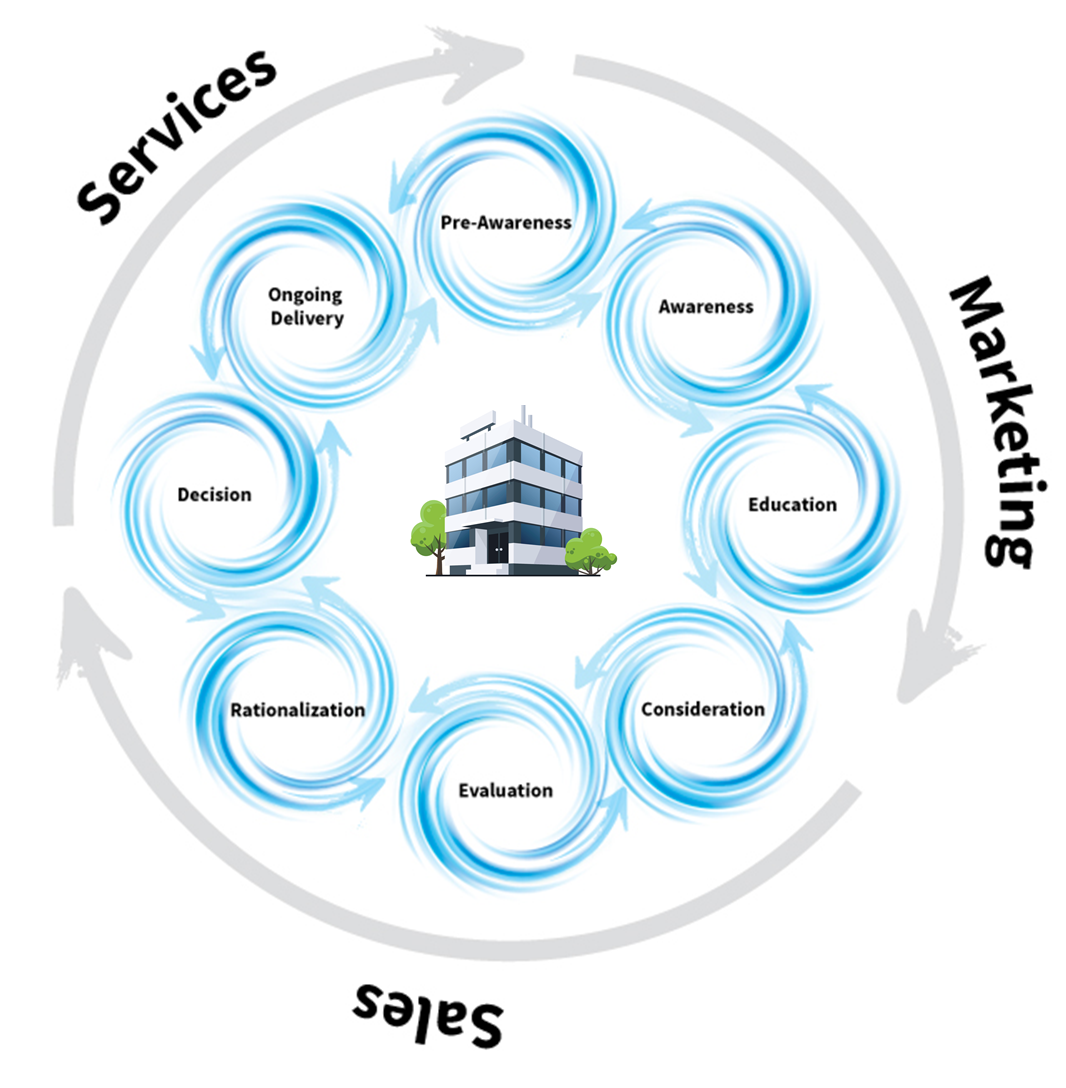 Services
Marketing
Sales
Pre-Awareness
Awareness
Education
Consideration
Evaluation
Rationalization
Decision
Ongoing
Delivery